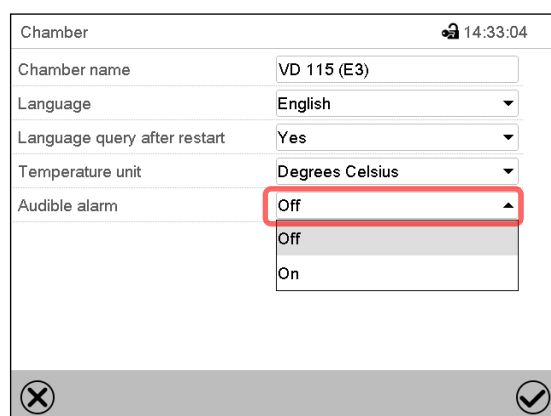 Chamber 14:33:04
Chamber name VD 115 (E3)
Language English
Language query after restart Yes
Temperature unit Degrees Celsius
Audible alarm Off
Off
On